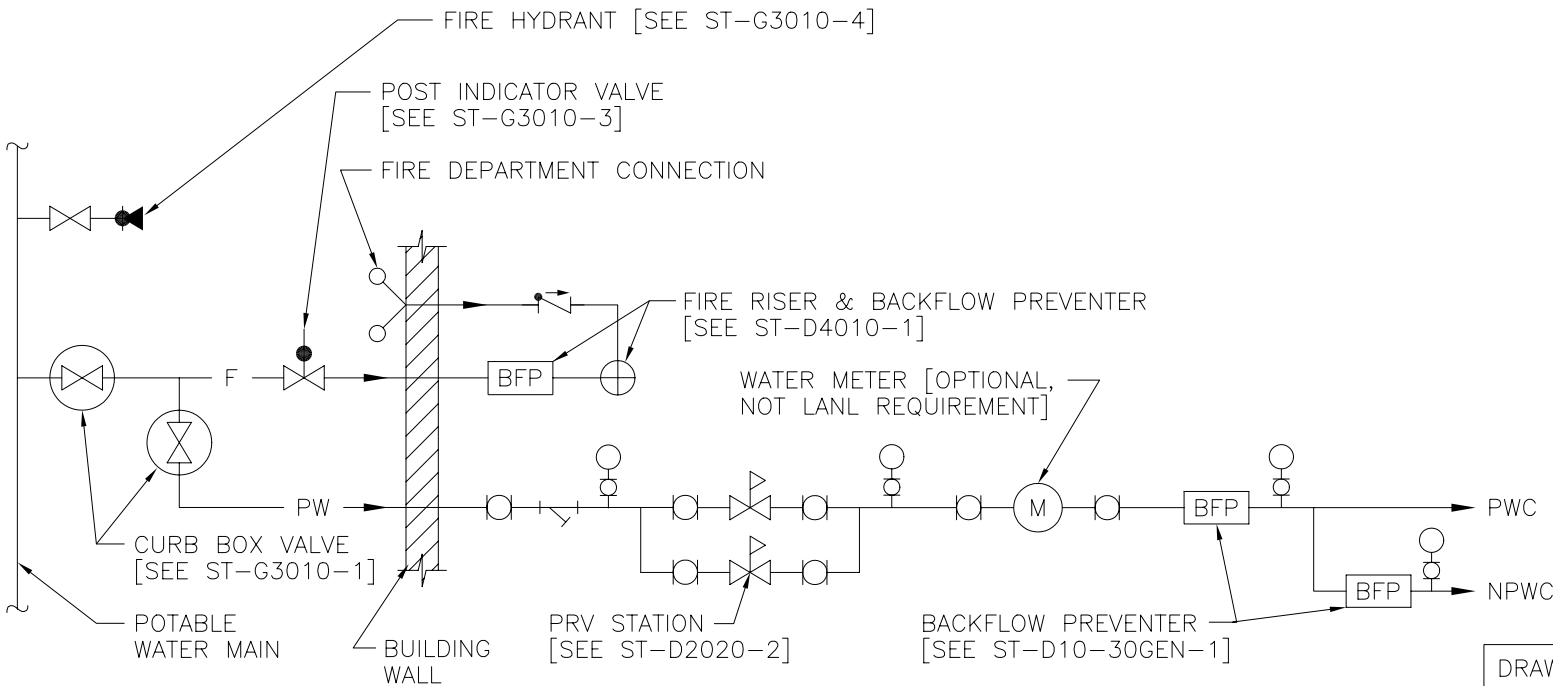 FIRE HYDRANT [SEE ST-G3010-4]
POST INDICATOR VALVE
[SEE ST-G3010-3]
FIRE DEPARTMENT CONNECTION
FIRE RISER & BACKFLOW PREVENTER
[SEE ST-D4010-1]
F
BFP
WATER METER [OPTIONAL,
NOT LANL REQUIREMENT]
PW
M
BFP
PWC
BFP
NPWC
CURB BOX VALVE
[SEE ST-G3010-1]
POTABLE
WATER MAIN
BUILDING
WALL
PRV STATION
[SEE ST-D2020-2]
BACKFLOW PREVENTER
[SEE ST-D10-30GEN-1]
DRAW